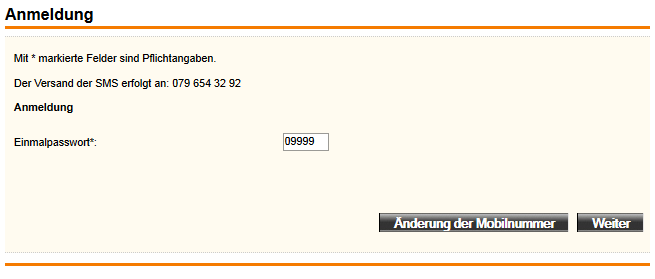 Anmeldung
Mit * markierte Felder sind Pflichtangaben.
Der Versand der SMS erfolgt an: 079 654 32 92
Anmeldung
Einmalpasswort*: 09999
Änderung der Mobilnummer Weiter